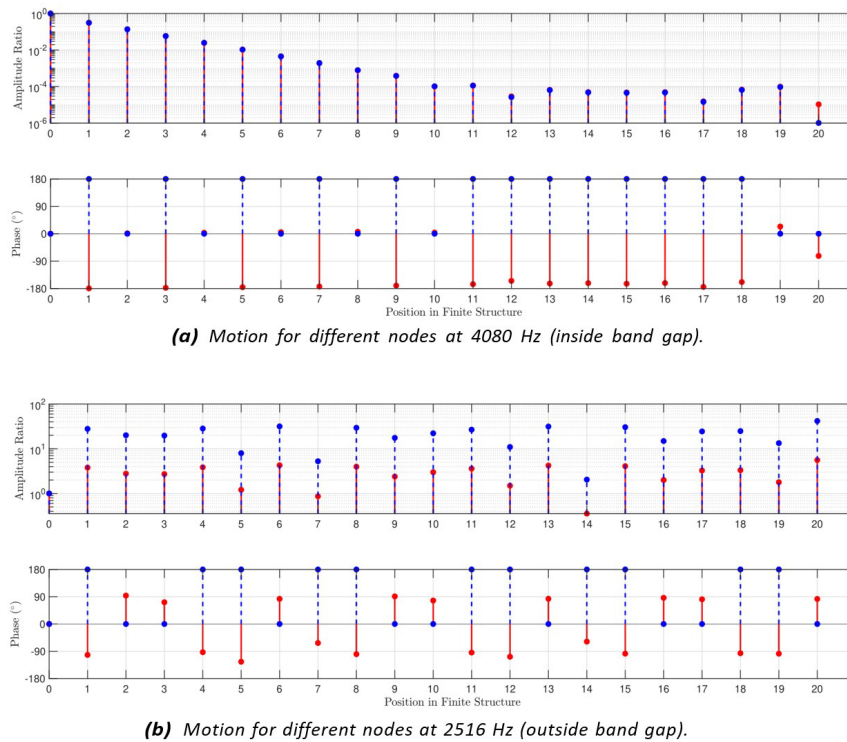 Amplitude Ratio
10^0
10^-2
10^-4
10^-6
0 1 2 3 4 5 6 7 8 9 10 11 12 13 14 15 16 17 18 19 20
Phase (°)
180
90
0
-90
-180
0 1 2 3 4 5 6 7 8 9 10 11 12 13 14 15 16 17 18 19 20
Position in Finite Structure
(a) Motion for different nodes at 4080 Hz (inside band gap).
Amplitude Ratio
10^2
10^1
10^0
0 1 2 3 4 5 6 7 8 9 10 11 12 13 14 15 16 17 18 19 20
Phase (°)
180
90
0
-90
-180
0 1 2 3 4 5 6 7 8 9 10 11 12 13 14 15 16 17 18 19 20
Position in Finite Structure
(b) Motion for different nodes at 2516 Hz (outside band gap).